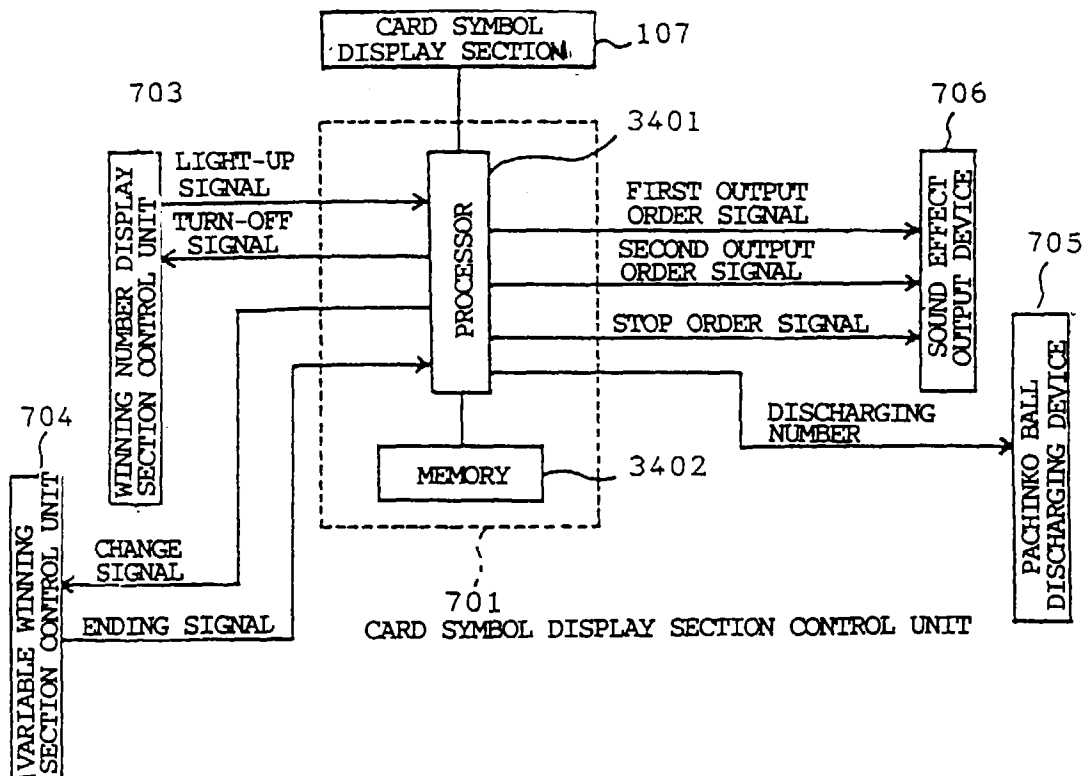 CARD SYMBOL
DISPLAY SECTION
107
703
3401
706
LIGHT-UP
SIGNAL
TURN-OFF
SIGNAL
WINNING NUMBER DISPLAY
SECTION CONTROL UNIT
PROCESSOR
FIRST OUTPUT
ORDER SIGNAL
SECOND OUTPUT
ORDER SIGNAL
STOP ORDER SIGNAL
SOUND EFFECT
OUTPUT DEVICE
705
DISCHARGING
NUMBER
PACHINKO BALL
DISCHARGING DEVICE
704
MEMORY
3402
VARIABLE WINNING
SECTION CONTROL UNIT
CHANGE
SIGNAL
ENDING SIGNAL
701
CARD SYMBOL DISPLAY SECTION CONTROL UNIT